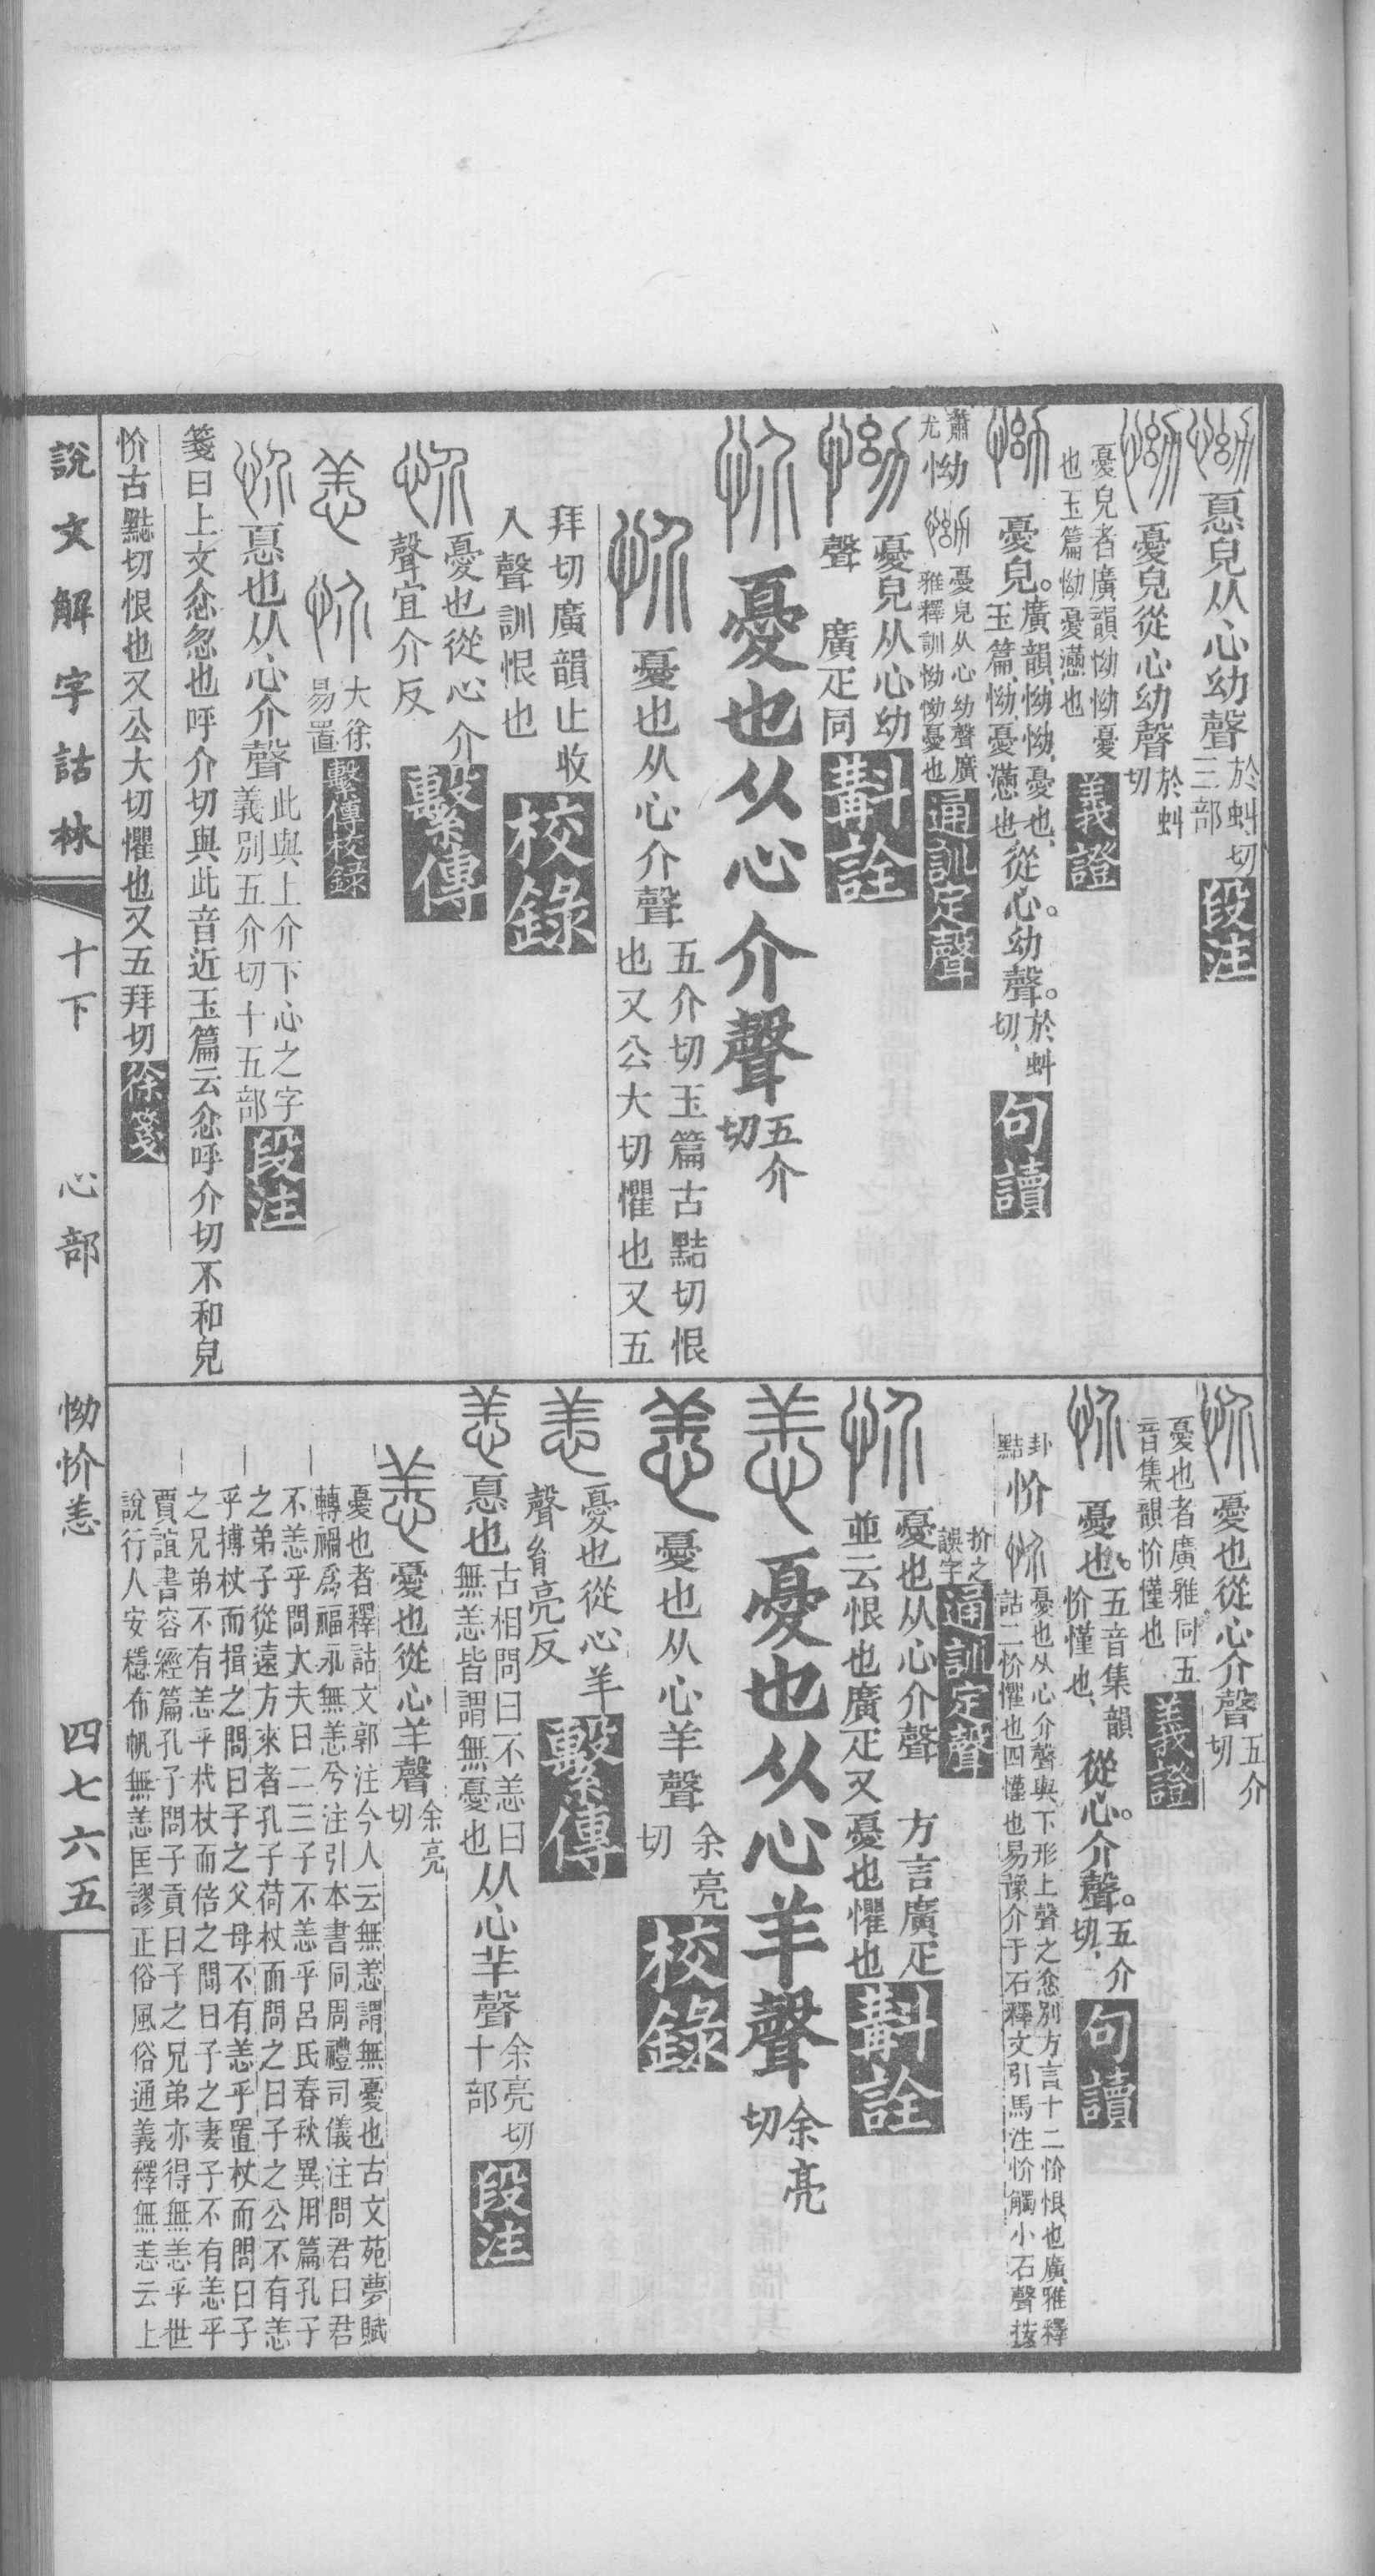 㤑 惪皃从心幼聲於蚪切三部段注
㤑 憂皃從心幼聲於蚪切
憂皃者廣韻㤑㤑憂也玉篇㤑憂懣也義證
㤑 憂皃。廣韻㤑㤑、憂也、玉篇、㤑、憂懣也、從心。幼聲。於蚪切、句讀
蕭尤㤑 㤑 憂皃从心幼聲廣雅釋訓㤑㤑憂也通訓定聲
㤑 憂皃从心幼聲 廣疋同斠詮
忦 憂也从心介聲五介切
忦 憂也从心介聲五介切玉篇古黠切恨也又公大切懼也又五
拜切廣韻止收入聲訓恨也校錄
忦 憂也從心介聲宜介反繫傳
恙 忦 大徐易置繫傳校錄
忦 惪也从心介聲此與上介下心之字義別五介切十五部段注
箋曰上文忿忽也呼介切與此音近玉篇云忿呼介切不和皃
忦古黠切恨也又公大切懼也又五拜切徐箋
忦 憂也從心介聲五介切
憂也者廣雅同五音集韻忦懂也義證
忦 憂也。五音集韻忦懂也、從心。介聲。五介切、句讀
卦黠忦 忦 憂也从心介聲與下形上聲之忿別方言十二忦恨也廣雅釋詁二忦懼也四懂也易豫介于石釋文引馬注忦觸小石聲按
扴之誤字通訓定聲
忦 憂也从心介聲 方言廣疋並云恨也廣疋又憂也懼也斠詮
恙 憂也从心羊聲余亮切
恙 憂也从心羊聲余亮切校錄
恙 憂也從心羊聲胷亮反繫傳
恙 惪也古相問曰不恙曰無恙皆謂無憂也从心羊聲余亮切十部段注
恙 憂也從心羊聲余亮切
憂也者釋詁文郭注今人云無恙謂無憂也古文苑夢賦
轉禍爲福永無恙兮注引本書同周禮司儀注問君曰君
不恙乎問大夫曰二三子不恙乎呂氏春秋異用篇孔子
之弟子從遠方來者孔子荷杖而問之曰子之公不有恙
乎搏杖而揖之問曰子之父母不有恙乎置杖而問曰子
之兄弟不有恙乎杙杖而倍之問曰子之妻子不有恙乎
賈誼書容經篇孔子問子貢曰子之兄弟亦得無恙乎世
說行人安穩布帆無恙匡謬正俗風俗通義釋無恙云上
說文解字詁林 十下 心部 㤑忦恙 四七六五